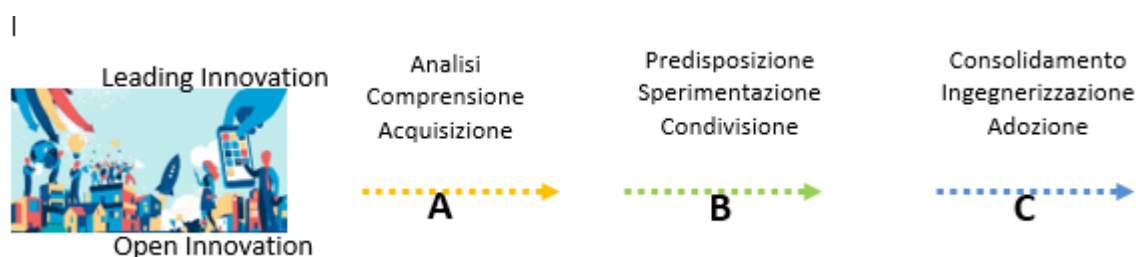 Leading Innovation
Open Innovation
Analisi
Comprensione
Acquisizione
A
Predisposizione
Sperimentazione
Condivisione
B
Consolidamento
Ingegnerizzazione
Adozione
C